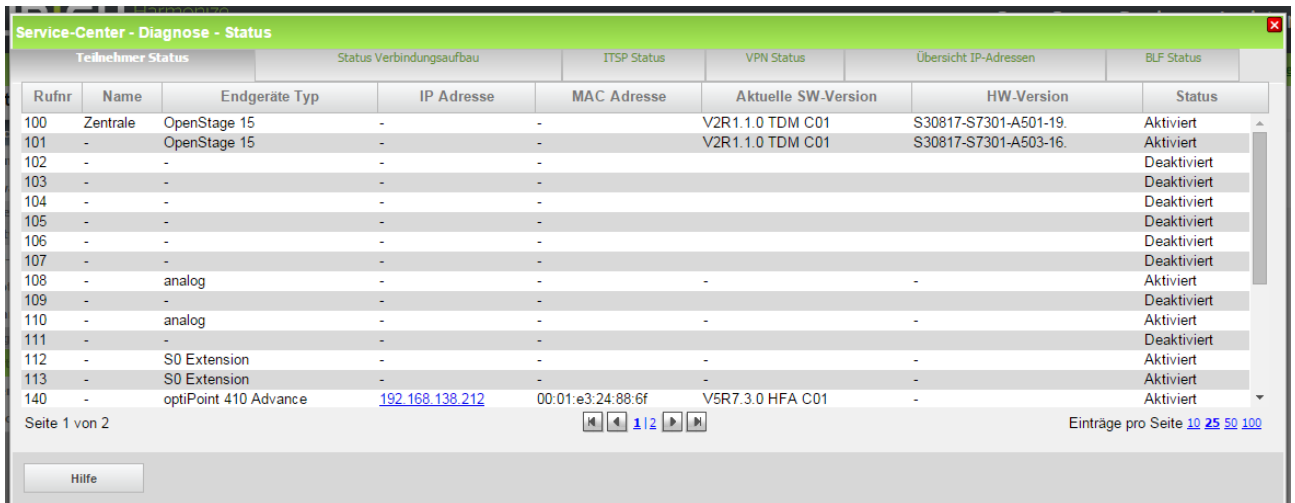 Harmonize
Service-Center - Diagnose - Status
Teilnehmer Status Status Verbindungsaufbau ITSP Status VPN Status Übersicht IP-Adressen BLF Status
Rufnr Name Endgeräte Typ IP Adresse MAC Adresse Aktuelle SW-Version HW-Version Status
100 Zentrale OpenStage 15 - - V2R1.1.0 TDM C01 S30817-S7301-A501-19. Aktiviert
101 - OpenStage 15 - - V2R1.1.0 TDM C01 S30817-S7301-A503-16. Aktiviert
102 - - - - Deaktiviert
103 - - - - Deaktiviert
104 - - - - Deaktiviert
105 - - - - Deaktiviert
106 - - - - Deaktiviert
107 - - - - Deaktiviert
108 - analog - - - - Aktiviert
109 - - - - Deaktiviert
110 - analog - - - - Aktiviert
111 - - - - Deaktiviert
112 - S0 Extension - - - - Aktiviert
113 - S0 Extension - - - - Aktiviert
140 - optiPoint 410 Advance 192.168.138.212 00:01:e3:24:88:6f V5R7.3.0 HFA C01 - Aktiviert
Seite 1 von 2 1|2 Einträge pro Seite 10 25 50 100
Hilfe